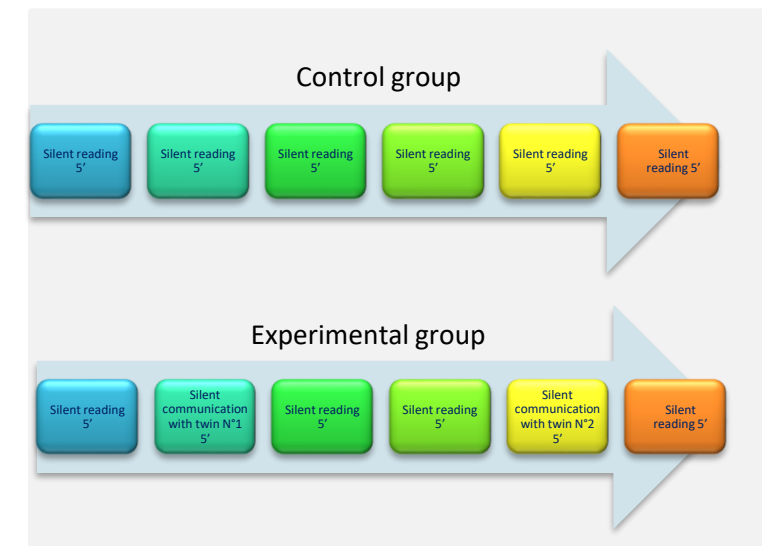 Control group
Silent reading
5’
Silent reading
5’
Silent reading
5’
Silent reading
5’
Silent reading
5’
Silent
reading 5’
Experimental group
Silent reading
5’
Silent
communication
with twin N°1
5’
Silent reading
5’
Silent reading
5’
Silent
communication
with twin N°2
5’
Silent
reading 5’